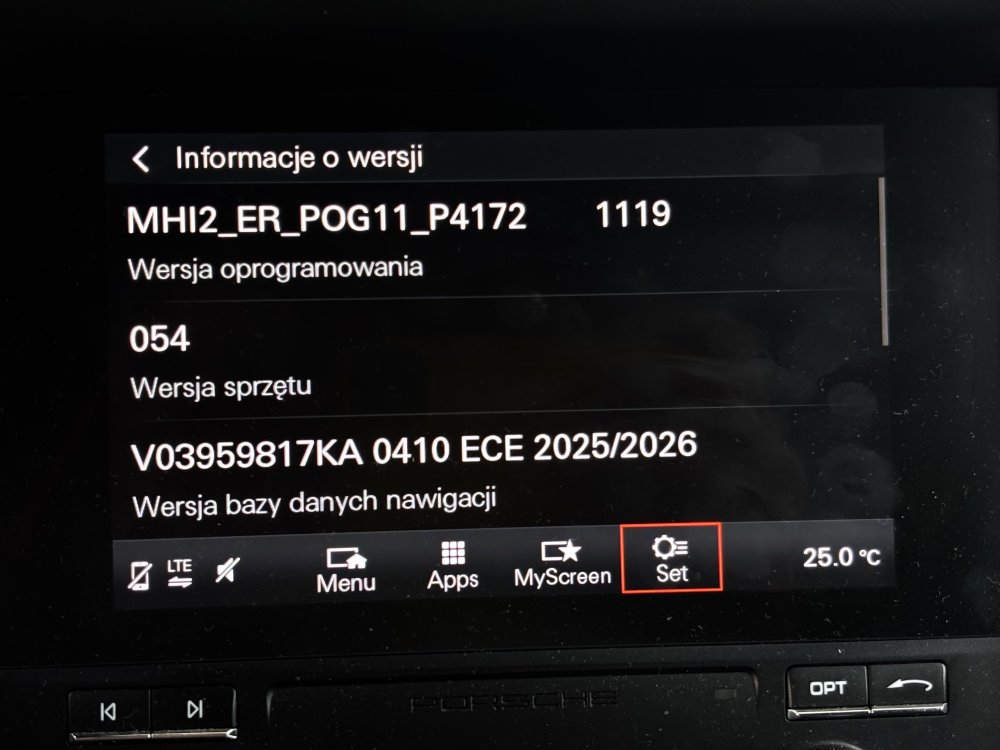 Informacje o wersji
MHI2_ER_POG11_P4172 1119
Wersja oprogramowania
054
Wersja sprzętu
V03959817KA 0410 ECE 2025/2026
Wersja bazy danych nawigacji
LTE
Menu
Apps
MyScreen
Set
25.0 °C
PORSCHE
OPT